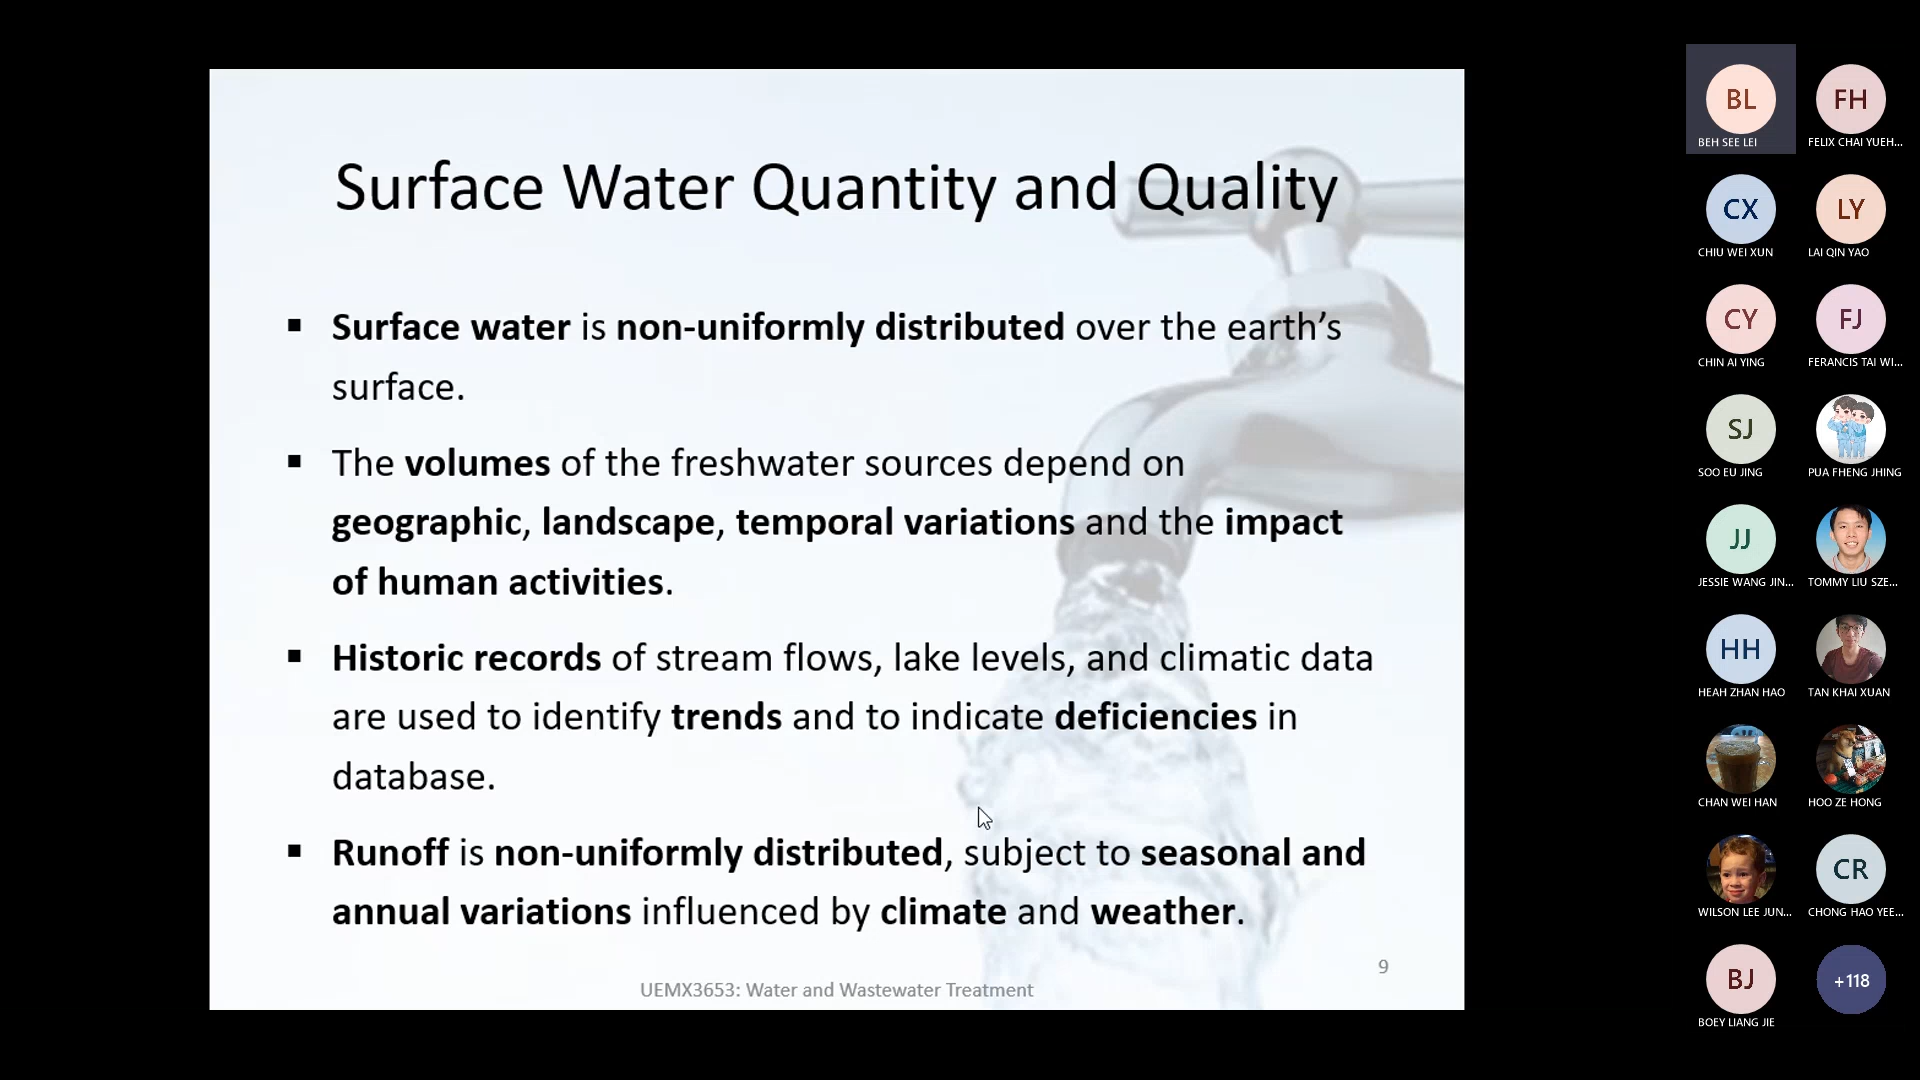 Surface Water Quantity and Quality
▪ Surface water is non-uniformly distributed over the earth’s
surface.
▪ The volumes of the freshwater sources depend on
geographic, landscape, temporal variations and the impact
of human activities.
▪ Historic records of stream flows, lake levels, and climatic data
are used to identify trends and to indicate deficiencies in
database.
▪ Runoff is non-uniformly distributed, subject to seasonal and
annual variations influenced by climate and weather.
9
UEMX3653: Water and Wastewater Treatment
BL FH
BEH SEE LEI FELIX CHAI YUEH...
CX LY
CHIU WEI XUN LAI QIN YAO
CY FJ
CHIN AI YING FERANCIS TAI WI...
SJ
SOO EU JING PUA FHENG JHING
JJ
JESSIE WANG JIN... TOMMY LIU SZE...
HH
HEAH ZHAN HAO TAN KHAI XUAN
CHAN WEI HAN HOO ZE HONG
CR
WILSON LEE JUN... CHONG HAO YEE...
BJ +118
BOEY LIANG JIE